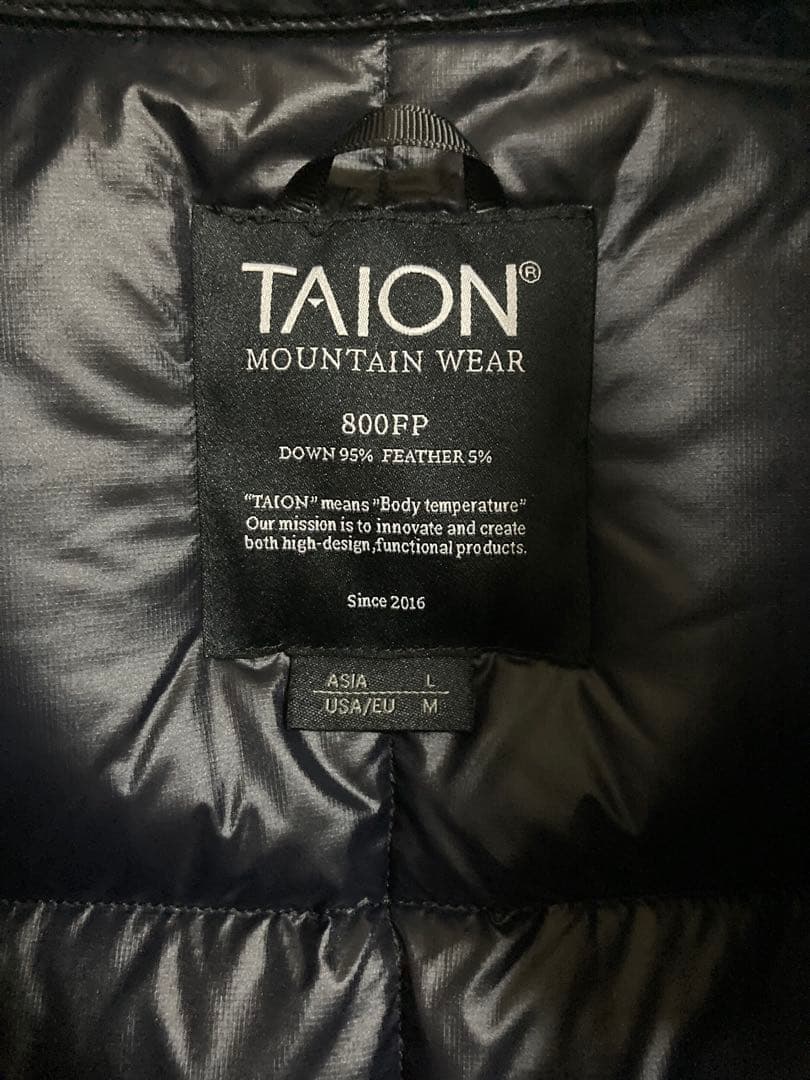 TAION®
MOUNTAIN WEAR
800FP
DOWN 95% FEATHER 5%
“TAION” means ”Body temperature”
Our mission is to innovate and create
both high-design,functional products.
Since 2016
ASIA L
USA/EU M